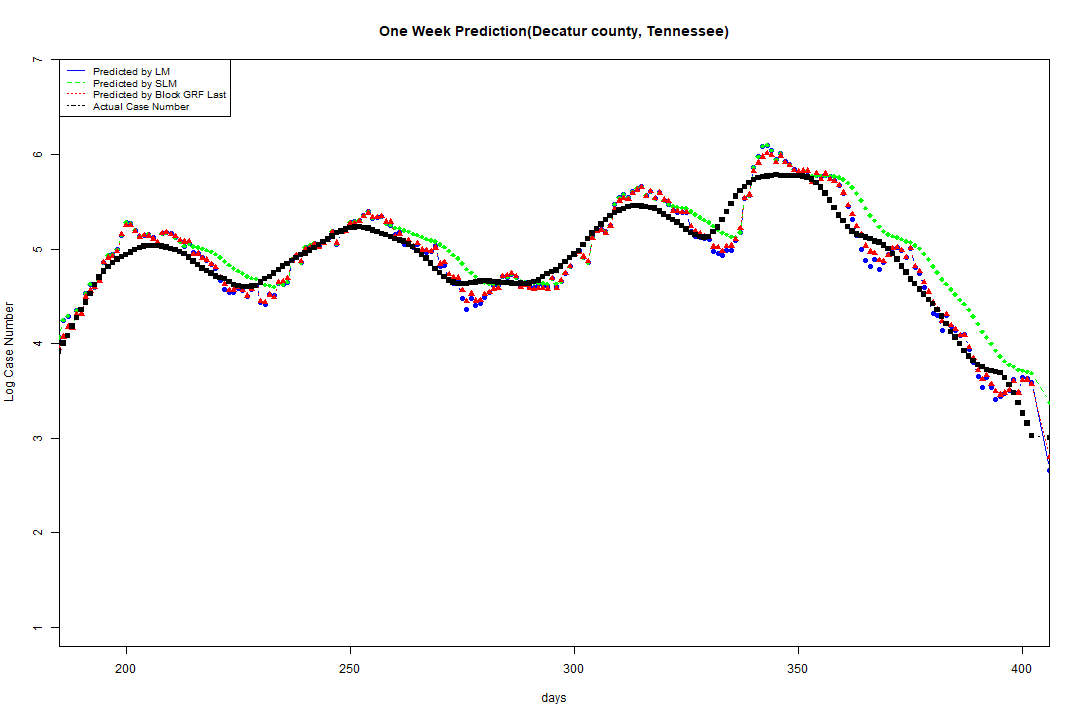 One Week Prediction(Decatur county, Tennessee)
Predicted by LM
Predicted by SLM
Predicted by Block GRF Last
Actual Case Number
7
6
5
4
3
2
1
Log Case Number
200 250 300 350 400
days